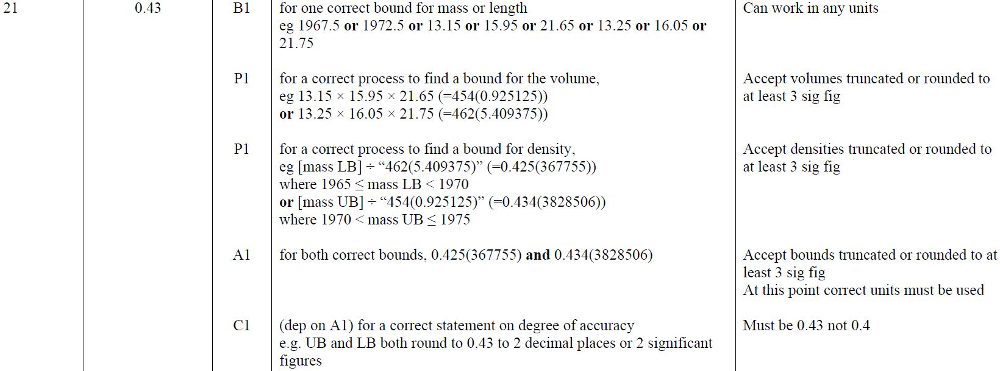 21 0.43 B1 for one correct bound for mass or length Can work in any units
eg 1967.5 or 1972.5 or 13.15 or 15.95 or 21.65 or 13.25 or 16.05 or
21.75
P1 for a correct process to find a bound for the volume, Accept volumes truncated or rounded to
eg 13.15 × 15.95 × 21.65 (=454(0.925125)) at least 3 sig fig
or 13.25 × 16.05 × 21.75 (=462(5.409375))
P1 for a correct process to find a bound for density, Accept densities truncated or rounded to
eg [mass LB] ÷ “462(5.409375)” (=0.425(367755)) at least 3 sig fig
where 1965 ≤ mass LB < 1970
or [mass UB] ÷ “454(0.925125)” (=0.434(3828506))
where 1970 < mass UB ≤ 1975
A1 for both correct bounds, 0.425(367755) and 0.434(3828506) Accept bounds truncated or rounded to at
least 3 sig fig
At this point correct units must be used
C1 (dep on A1) for a correct statement on degree of accuracy Must be 0.43 not 0.4
e.g. UB and LB both round to 0.43 to 2 decimal places or 2 significant
figures